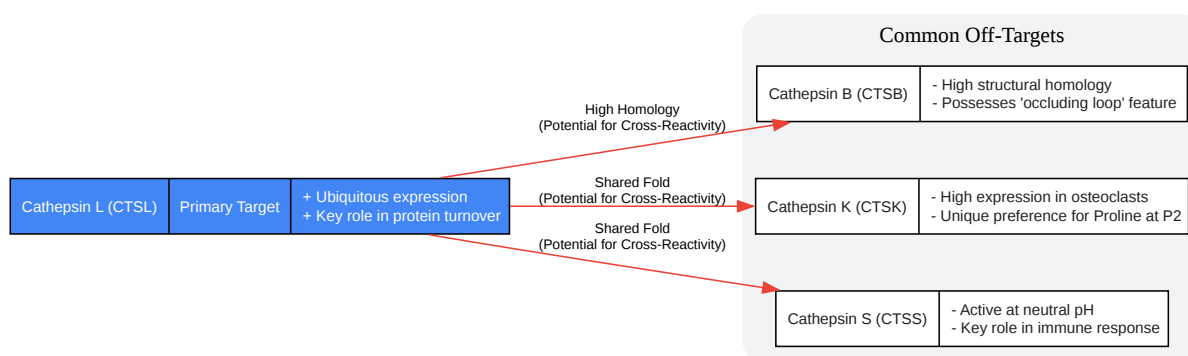 Common Off-Targets
Cathepsin B (CTSB)
- High structural homology
- Possesses 'occluding loop' feature
High Homology
(Potential for Cross-Reactivity)
Cathepsin L (CTSL)
Primary Target
+ Ubiquitous expression
+ Key role in protein turnover
Shared Fold
(Potential for Cross-Reactivity)
Cathepsin K (CTSK)
- High expression in osteoclasts
- Unique preference for Proline at P2
Shared Fold
(Potential for Cross-Reactivity)
Cathepsin S (CTSS)
- Active at neutral pH
- Key role in immune response